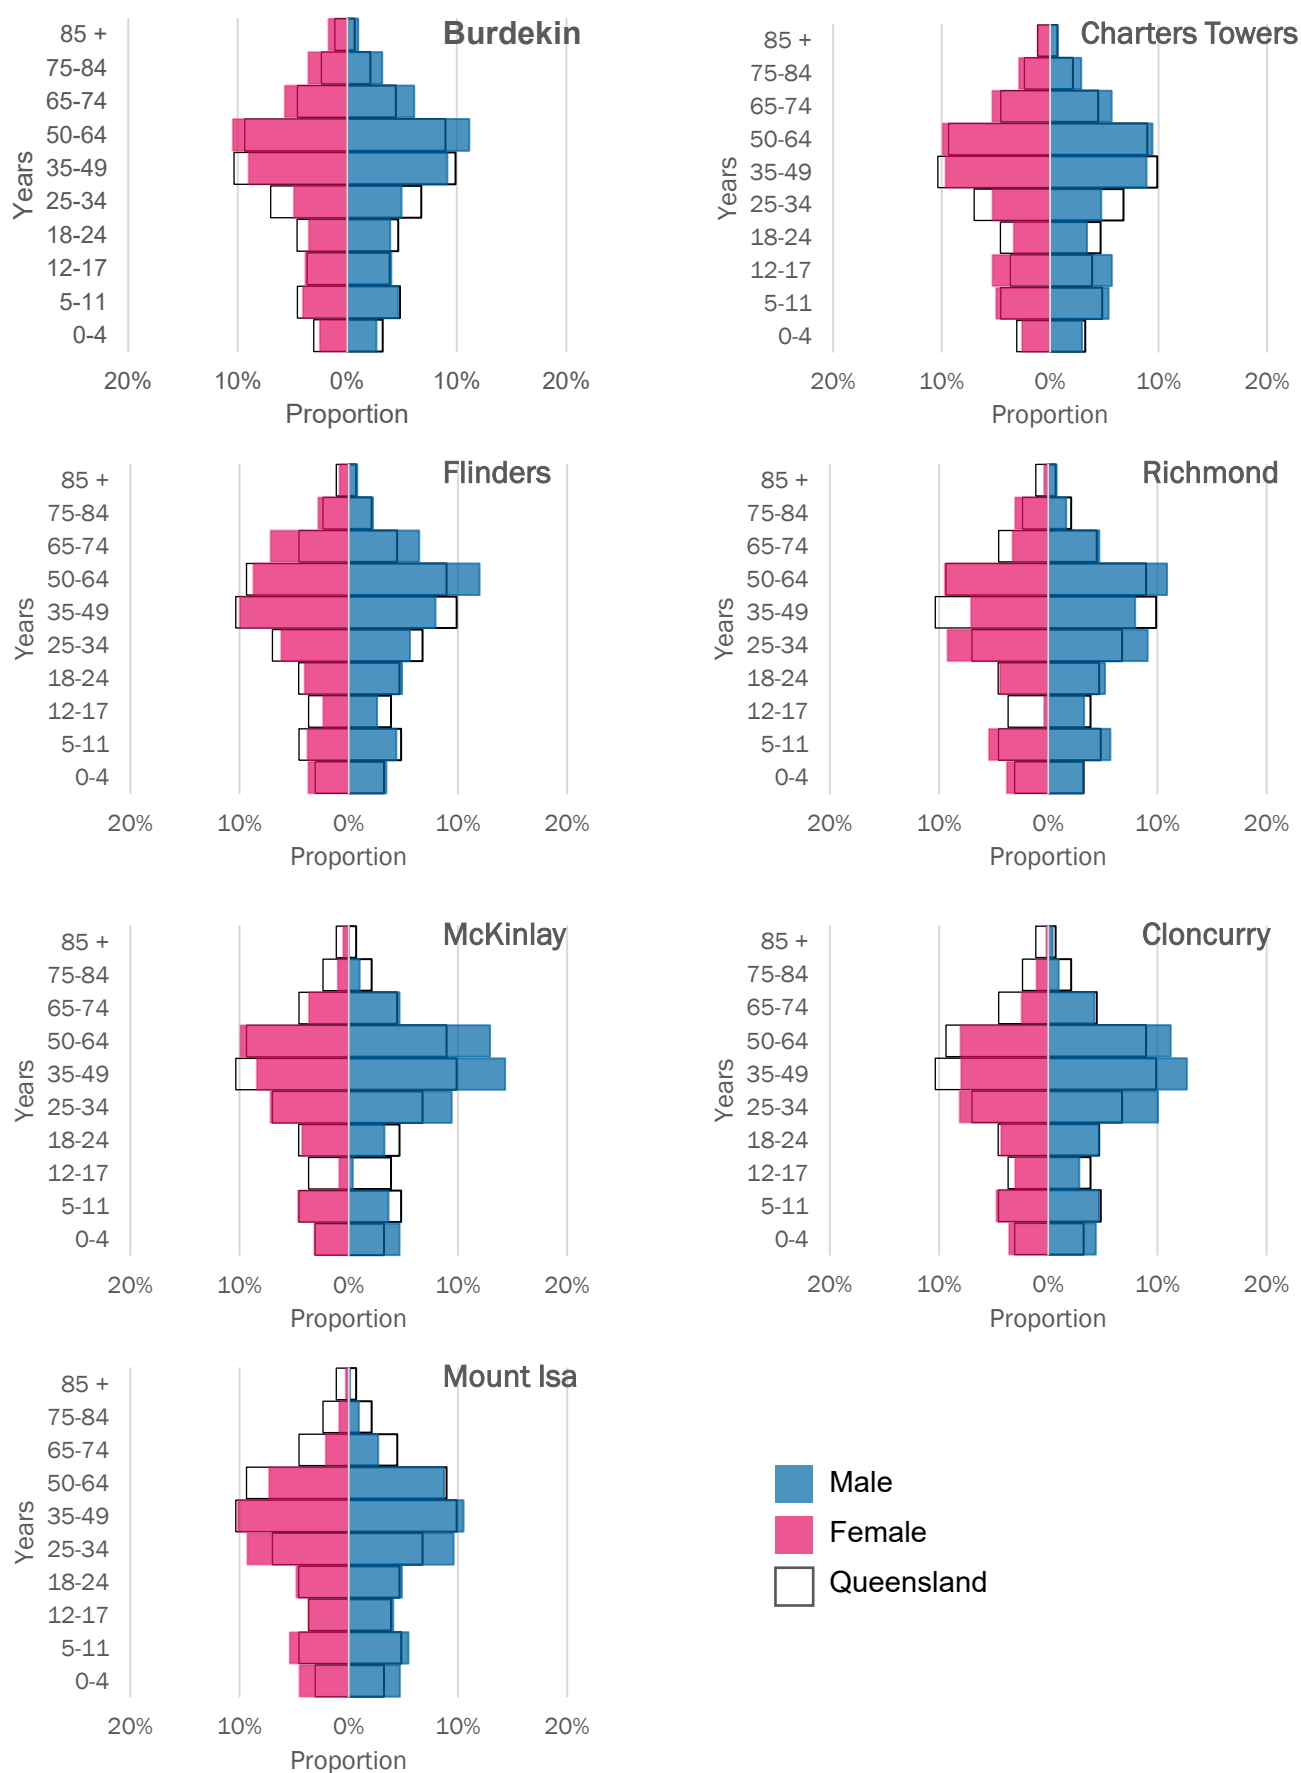 Burdekin
85 +
75-84
65-74
50-64
35-49
25-34
18-24
12-17
5-11
0-4
Years
20% 10% 0% 10% 20%
Proportion
Charters Towers
85 +
75-84
65-74
50-64
35-49
25-34
18-24
12-17
5-11
0-4
Years
20% 10% 0% 10% 20%
Proportion
Flinders
85 +
75-84
65-74
50-64
35-49
25-34
18-24
12-17
5-11
0-4
Years
20% 10% 0% 10% 20%
Proportion
Richmond
85 +
75-84
65-74
50-64
35-49
25-34
18-24
12-17
5-11
0-4
Years
20% 10% 0% 10% 20%
Proportion
McKinlay
85 +
75-84
65-74
50-64
35-49
25-34
18-24
12-17
5-11
0-4
Years
20% 10% 0% 10% 20%
Proportion
Cloncurry
85 +
75-84
65-74
50-64
35-49
25-34
18-24
12-17
5-11
0-4
Years
20% 10% 0% 10% 20%
Proportion
Mount Isa
85 +
75-84
65-74
50-64
35-49
25-34
18-24
12-17
5-11
0-4
Years
20% 10% 0% 10% 20%
Proportion
Male
Female
Queensland